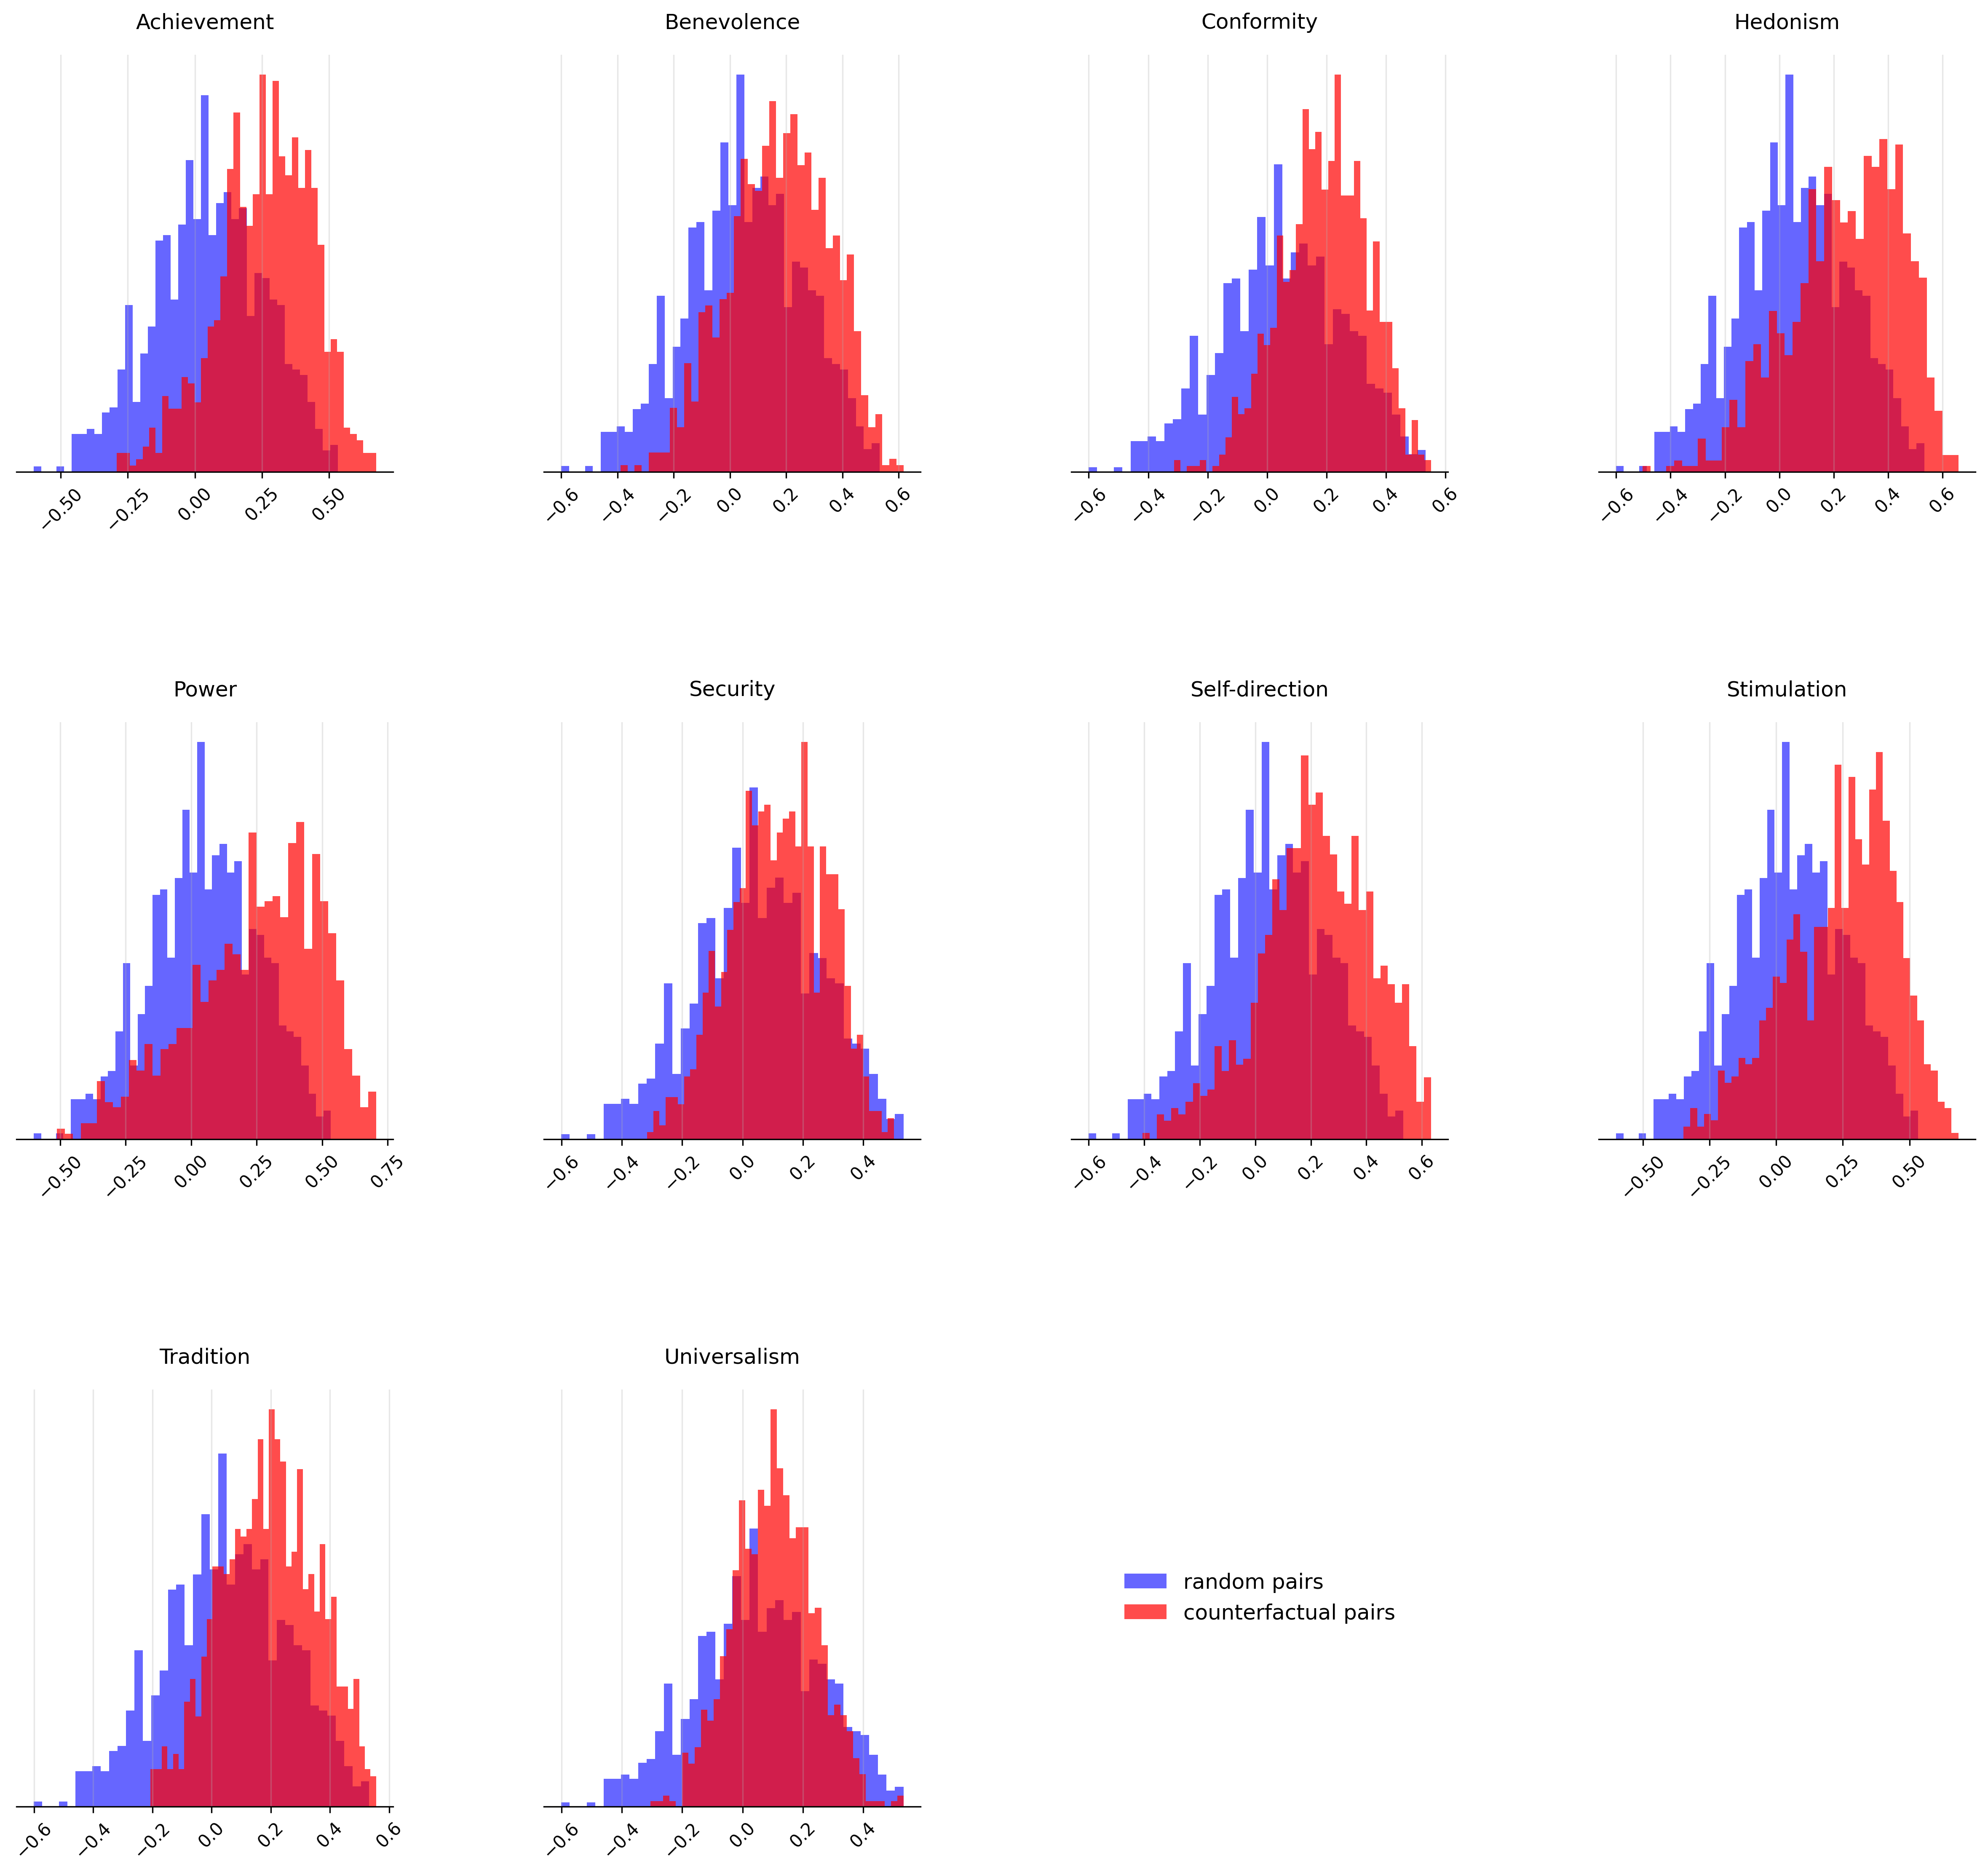 Achievement Benevolence Conformity Hedonism
−0.50 −0.25 0.00 0.25 0.50 −0.6 −0.4 −0.2 0.0 0.2 0.4 0.6 −0.6 −0.4 −0.2 0.0 0.2 0.4 0.6 −0.6 −0.4 −0.2 0.0 0.2 0.4 0.6
Power Security Self-direction Stimulation
−0.50 −0.25 0.00 0.25 0.50 0.75 −0.6 −0.4 −0.2 0.0 0.2 0.4 −0.6 −0.4 −0.2 0.0 0.2 0.4 0.6 −0.50 −0.25 0.00 0.25 0.50
Tradition Universalism
random pairs
counterfactual pairs
−0.6 −0.4 −0.2 0.0 0.2 0.4 0.6 −0.6 −0.4 −0.2 0.0 0.2 0.4